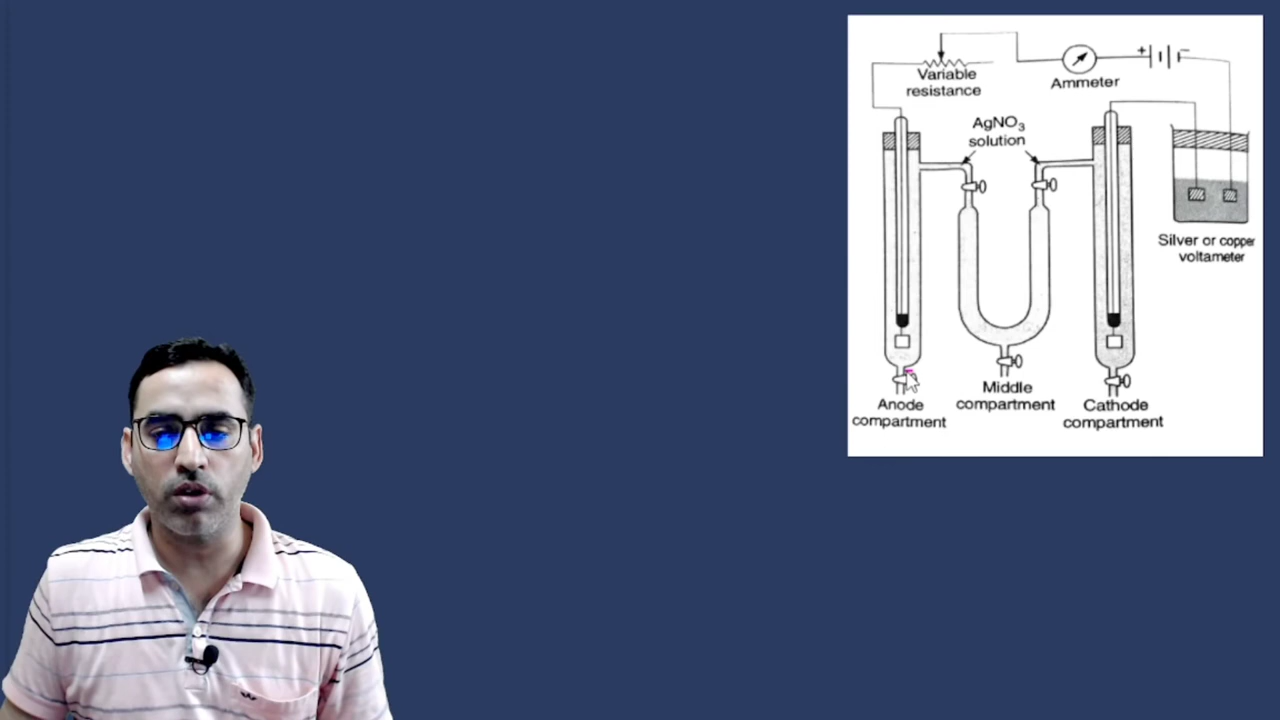 +
−
Variable
resistance
Ammeter
AgNO₃
solution
Silver or copper
voltameter
Anode
compartment
Middle
compartment
Cathode
compartment